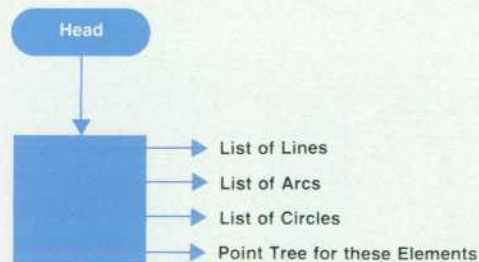 Head
List of Lines
List of Arcs
List of Circles
Point Tree for these Elements